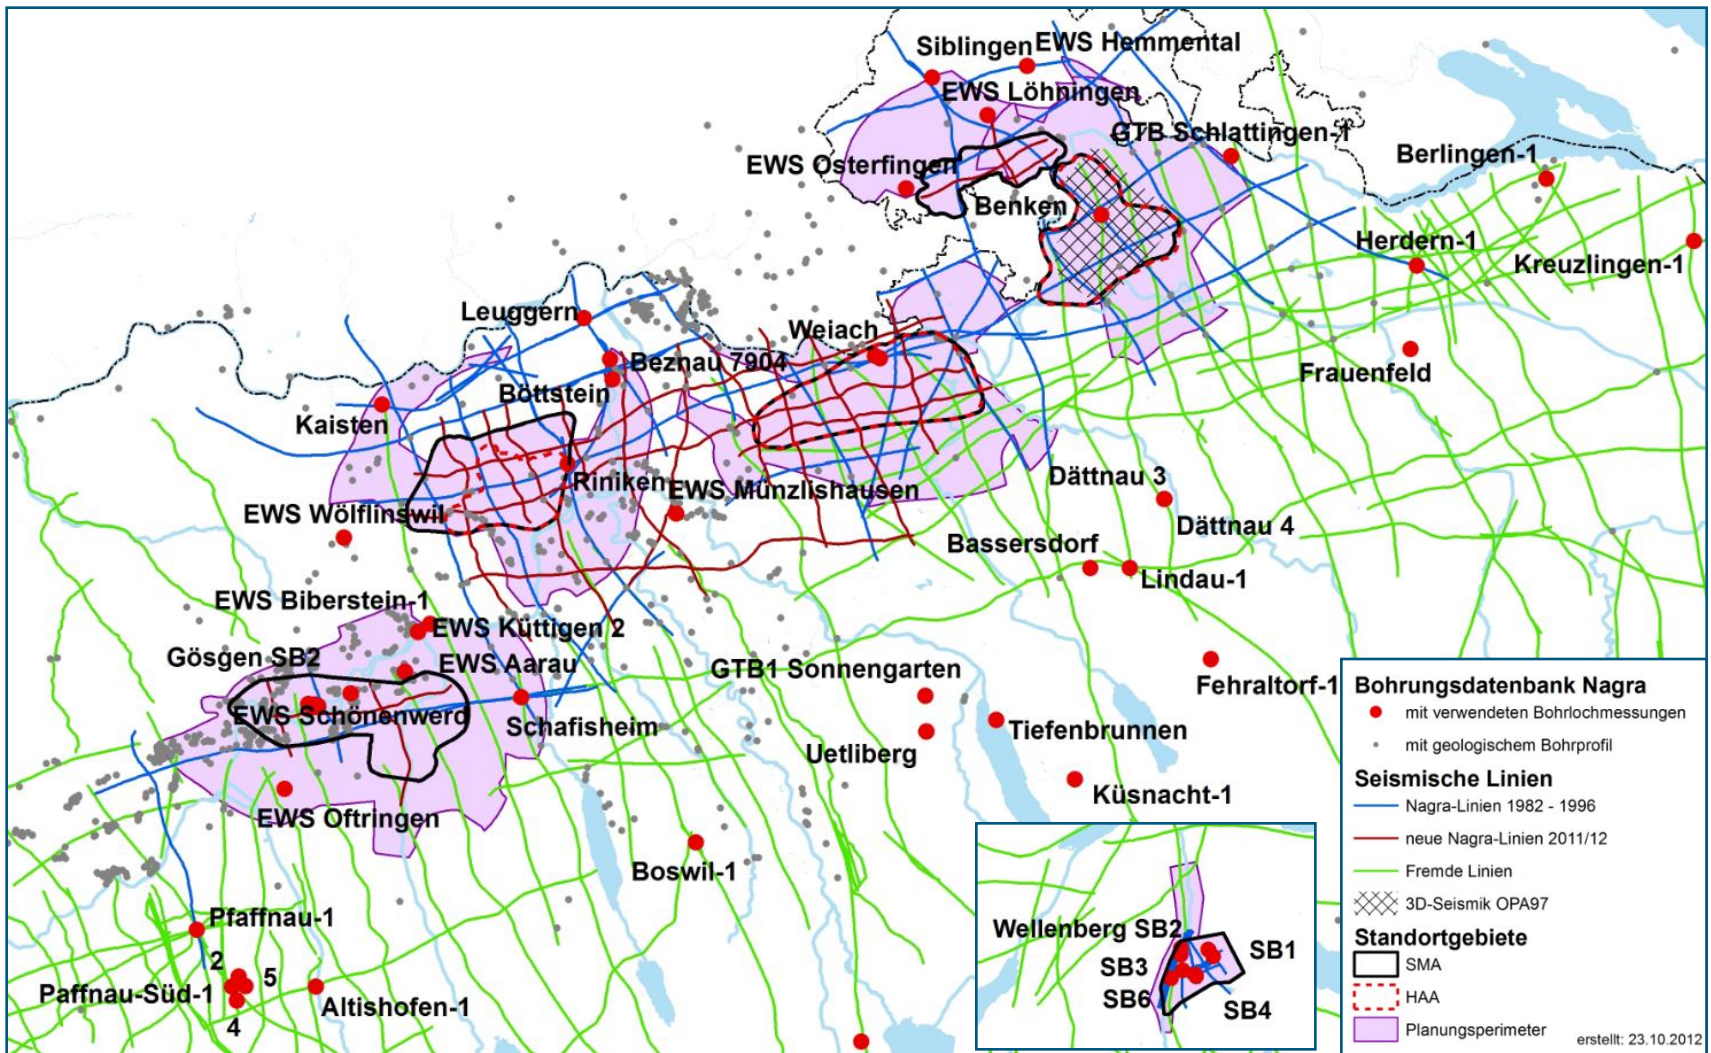 Siblingen
EWS Hemmental
EWS Löhningen
GTB Schlattingen-1
Berlingen-1
EWS Osterfingen
Benken
Herdern-1
Kreuzlingen-1
Leuggern
Weiach
Beznau 7904
Frauenfeld
Böttstein
Kaisten
Riniken
EWS Münzlishausen
Dättnau 3
EWS Wölflinswil
Dättnau 4
Bassersdorf
Lindau-1
EWS Biberstein-1
EWS Küttigen 2
Gösgen SB2
EWS Aarau
GTB1 Sonnengarten
Fehraltorf-1
EWS Schönenwerd
Schafisheim
Tiefenbrunnen
Uetliberg
Küsnacht-1
EWS Oftringen
Boswil-1
Pfaffnau-1
2
5
Paffnau-Süd-1
Altishofen-1
4
Wellenberg SB2
SB1
SB3
SB6
SB4
Bohrungsdatenbank Nagra
mit verwendeten Bohrlochmessungen
mit geologischem Bohrprofil
Seismische Linien
Nagra-Linien 1982 - 1996
neue Nagra-Linien 2011/12
Fremde Linien
3D-Seismik OPA97
Standortgebiete
SMA
HAA
Planungsperimeter
erstellt: 23.10.2012